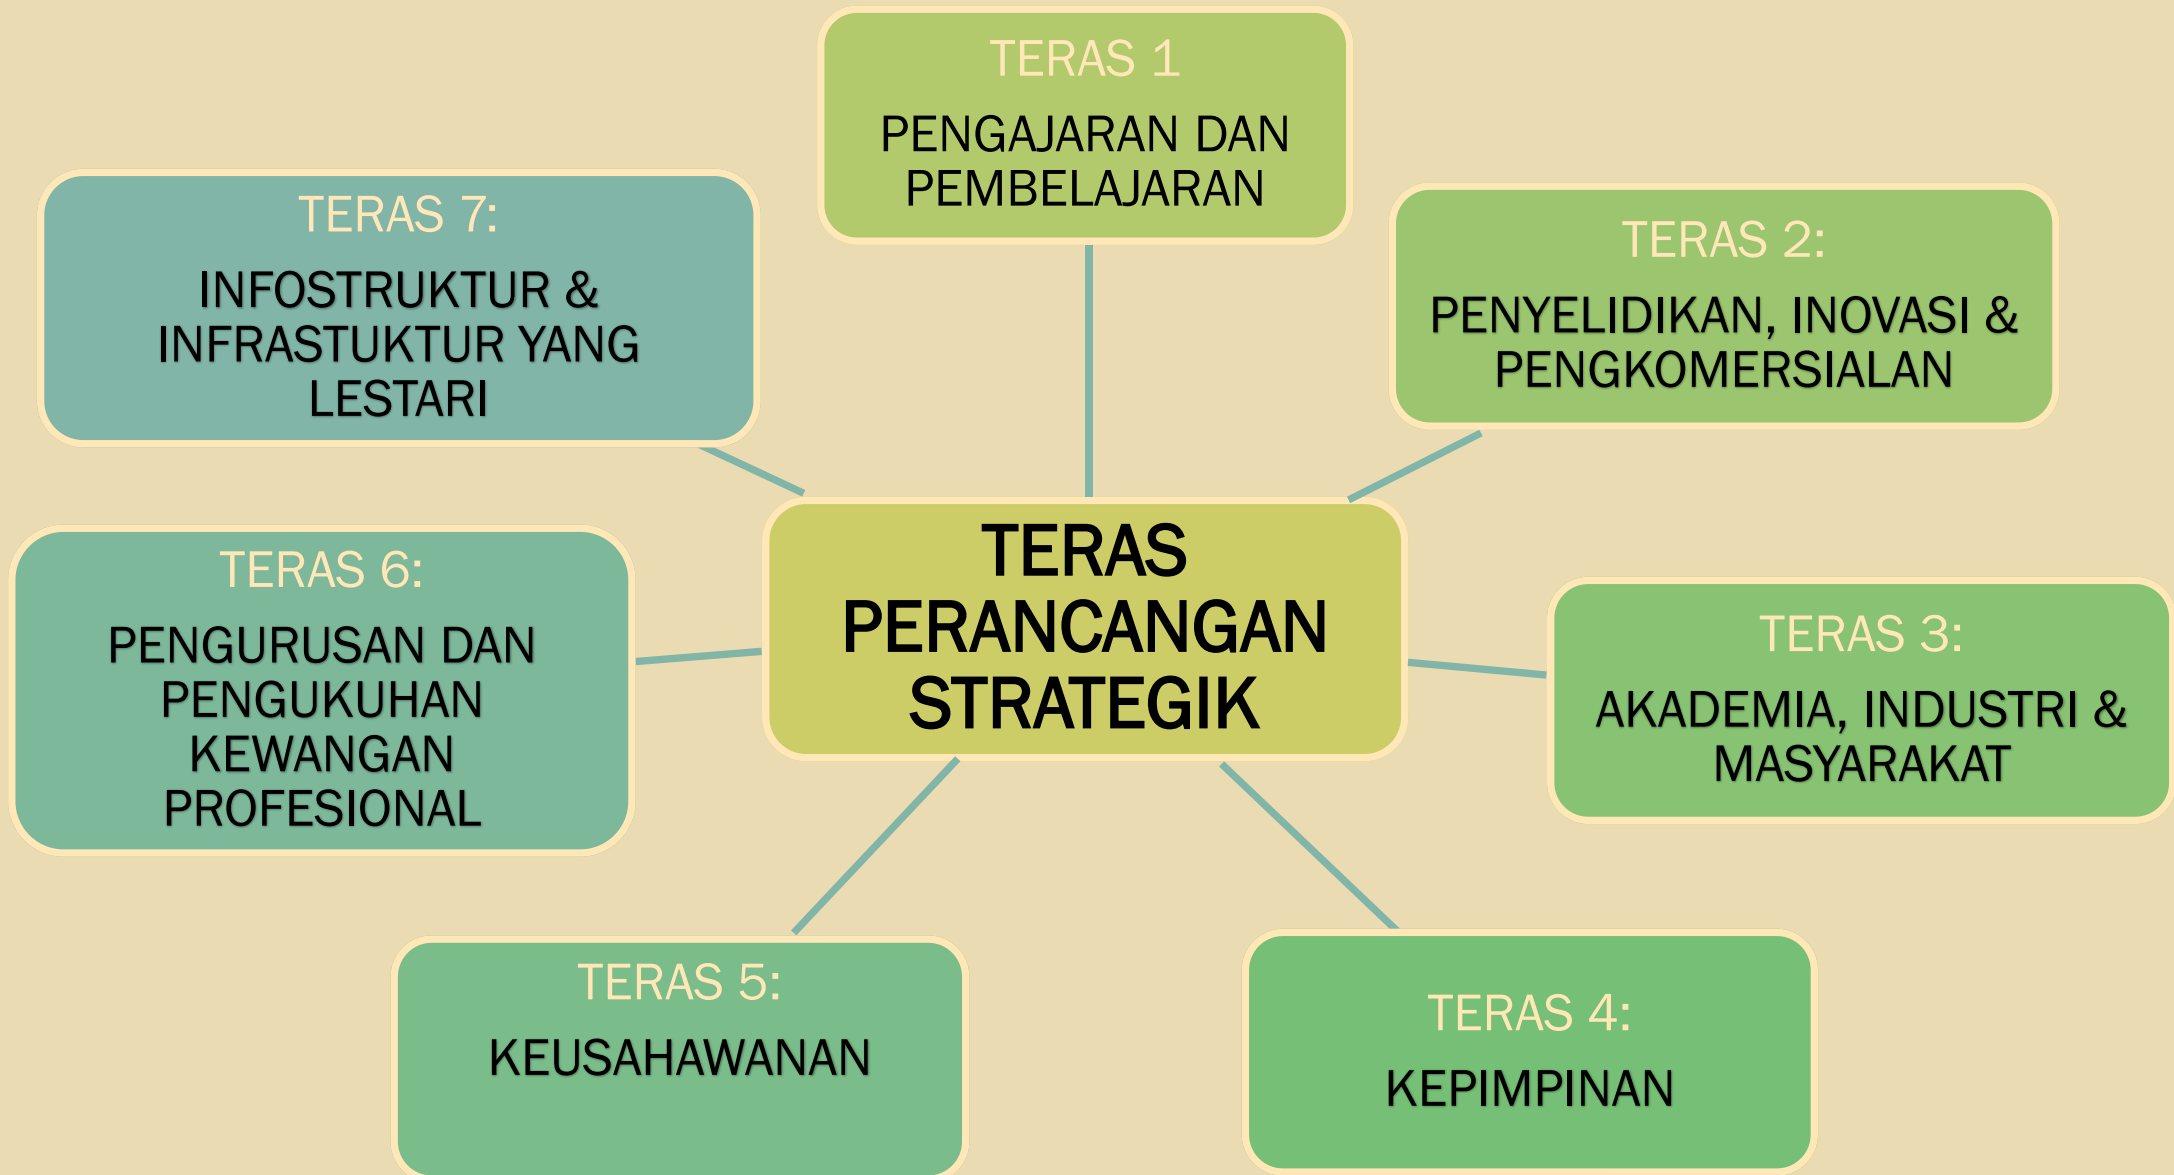 TERAS 1
PENGAJARAN DAN
PEMBELAJARAN
TERAS 2:
PENYELIDIKAN, INOVASI &
PENGKOMERSIALAN
TERAS 3:
AKADEMIA, INDUSTRI &
MASYARAKAT
TERAS 4:
KEPIMPINAN
TERAS 5:
KEUSAHAWANAN
TERAS 6:
PENGURUSAN DAN
PENGUKUHAN
KEWANGAN
PROFESIONAL
TERAS 7:
INFOSTRUKTUR &
INFRASTUKTUR YANG
LESTARI
TERAS
PERANCANGAN
STRATEGIK